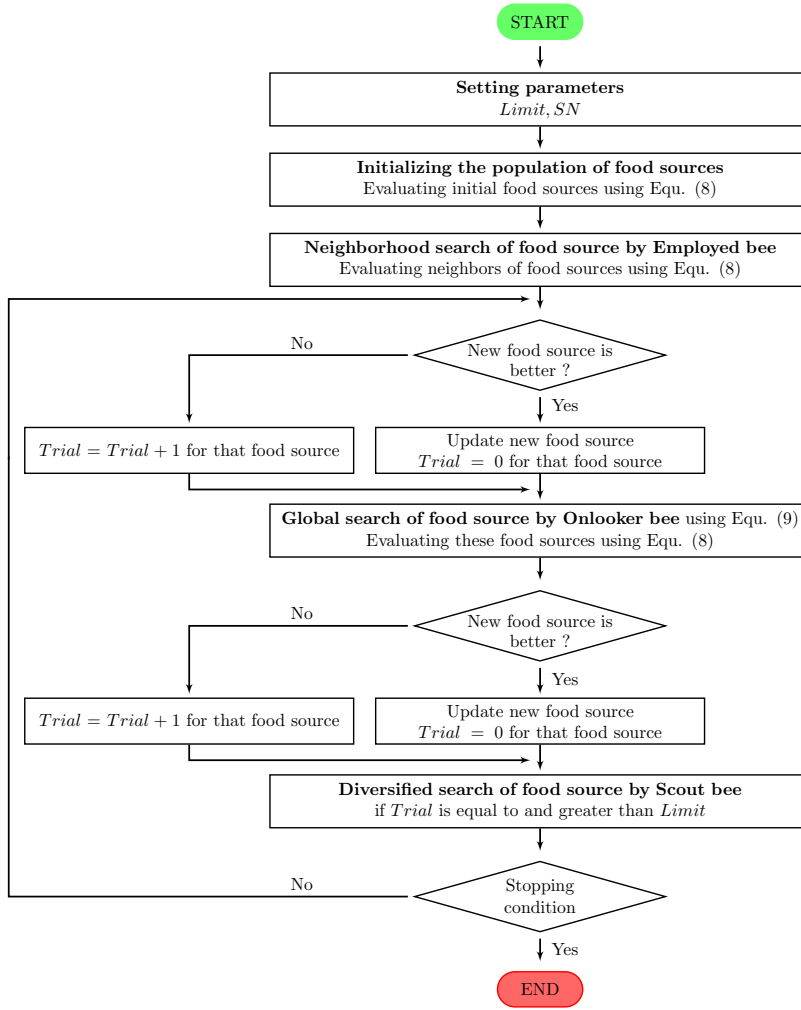 START
Setting parameters
Limit, SN
Initializing the population of food sources
Evaluating initial food sources using Equ. (8)
Neighborhood search of food source by Employed bee
Evaluating neighbors of food sources using Equ. (8)
New food source is
better ?
No
Yes
Trial = Trial + 1 for that food source
Update new food source
Trial = 0 for that food source
Global search of food source by Onlooker bee using Equ. (9)
Evaluating these food sources using Equ. (8)
New food source is
better ?
No
Yes
Trial = Trial + 1 for that food source
Update new food source
Trial = 0 for that food source
Diversified search of food source by Scout bee
if Trial is equal to and greater than Limit
Stopping
condition
No
Yes
END